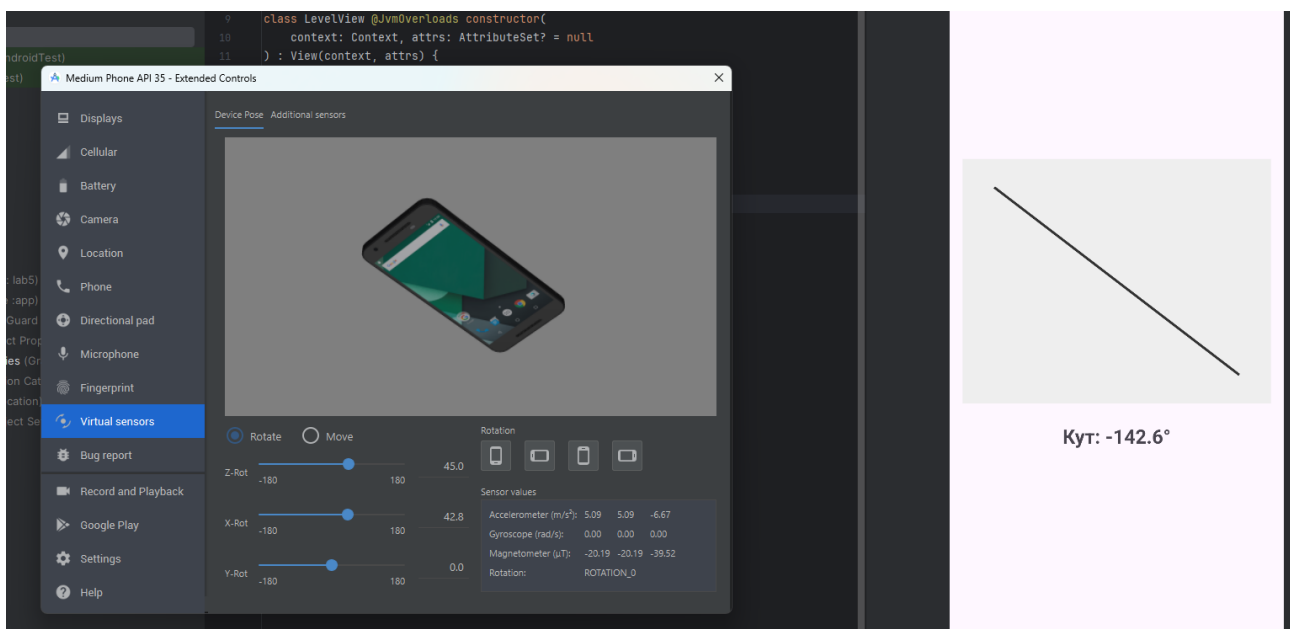 9 class LevelView @JvmOverloads constructor(
10 context: Context, attrs: AttributeSet? = null
11 ) : View(context, attrs) {
ndroidTest)
est)
Medium Phone API 35 - Extended Controls
Displays
Cellular
Battery
Camera
Location
Phone
Directional pad
Microphone
Fingerprint
Virtual sensors
Bug report
Record and Playback
Google Play
Settings
Help
: lab5)
:app)
Guard
ct Prop
ies (Gr
on Cat
cation)
ect Se
Device Pose Additional sensors
Rotate Move
Z-Rot -180 180 45.0
X-Rot -180 180 42.8
Y-Rot -180 180 0.0
Rotation
Sensor values
Accelerometer (m/s²): 5.09 5.09 -6.67
Gyroscope (rad/s): 0.00 0.00 0.00
Magnetometer (μT): -20.19 -20.19 -39.52
Rotation: ROTATION_0
Кут: -142.6°